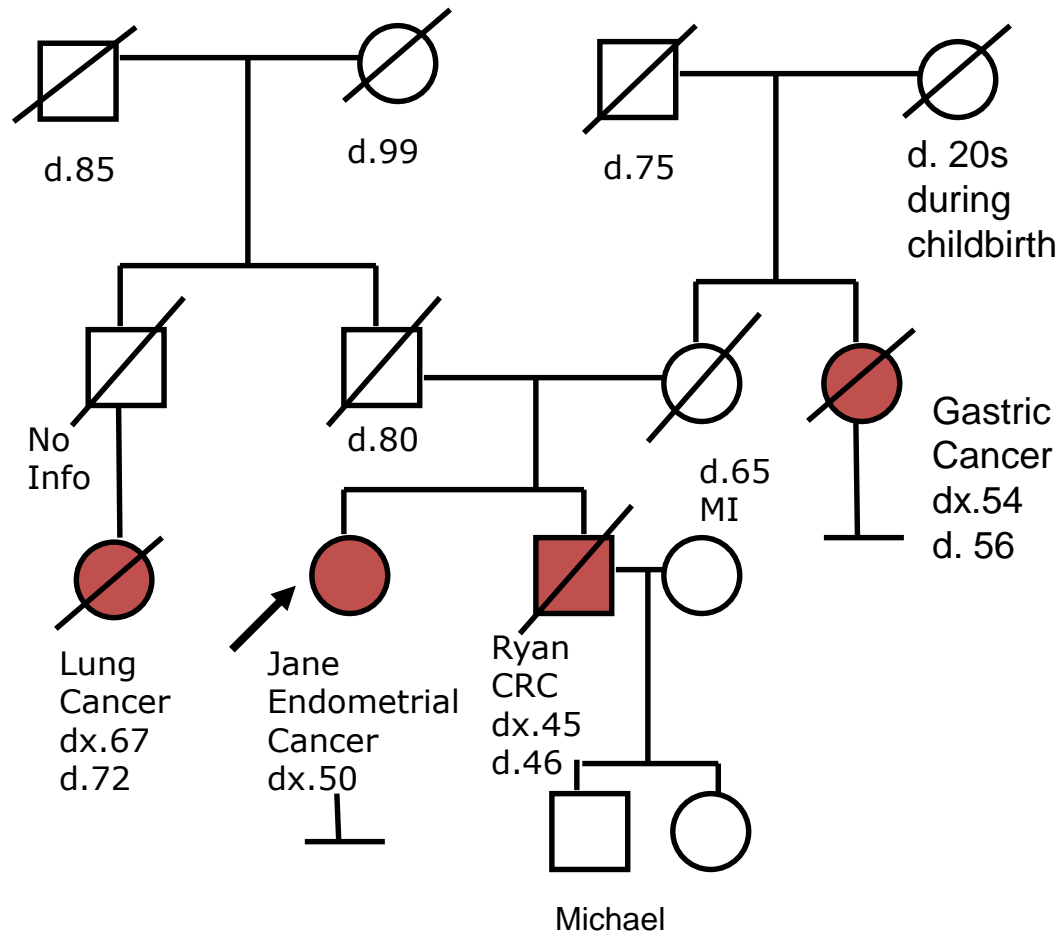 d.85
d.99
d.75
d. 20s
during
childbirth
No
Info
d.80
d.65
MI
Gastric
Cancer
dx.54
d. 56
Lung
Cancer
dx.67
d.72
Jane
Endometrial
Cancer
dx.50
Ryan
CRC
dx.45
d.46
Michael